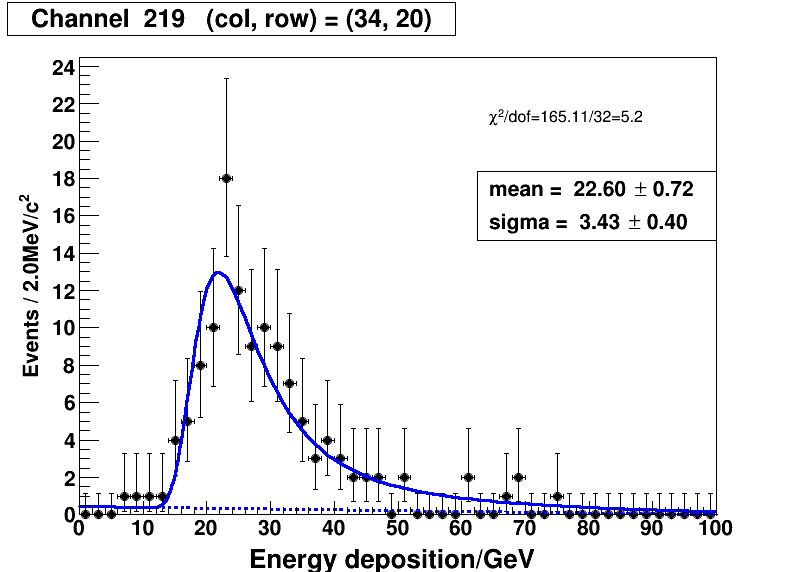 Channel 219 (col, row) = (34, 20)
χ²/dof=165.11/32=5.2
mean = 22.60 ± 0.72
sigma = 3.43 ± 0.40
Events / 2.0MeV/c²
24
22
20
18
16
14
12
10
8
6
4
2
0
0 10 20 30 40 50 60 70 80 90 100
Energy deposition/GeV